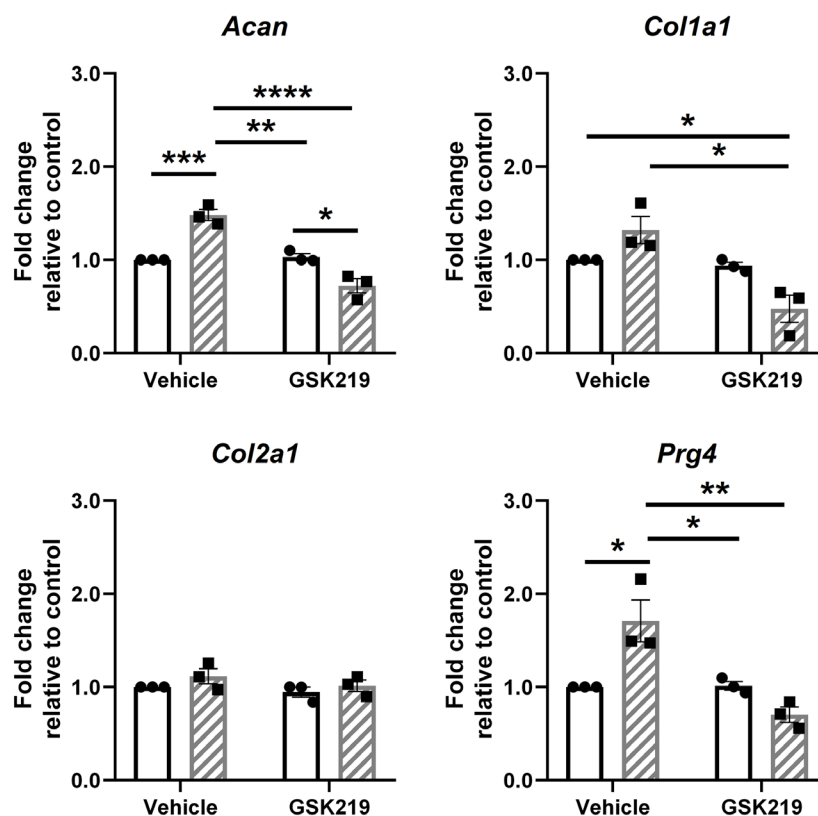 Acan
Fold change
relative to control
3.0
2.0
1.0
0.0
***
**
****
*
Vehicle
GSK219
Col1a1
Fold change
relative to control
3.0
2.0
1.0
0.0
*
*
Vehicle
GSK219
Col2a1
Fold change
relative to control
3.0
2.0
1.0
0.0
Vehicle
GSK219
Prg4
Fold change
relative to control
3.0
2.0
1.0
0.0
*
*
**
Vehicle
GSK219